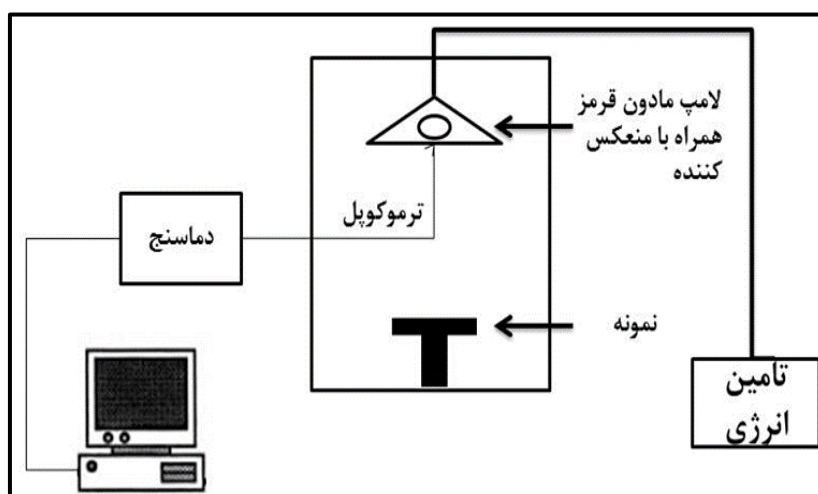 لامپ مادون قرمز
همراه با منعکس
کننده
ترموکوپل
دماسنج
نمونه
تامین
انرژی